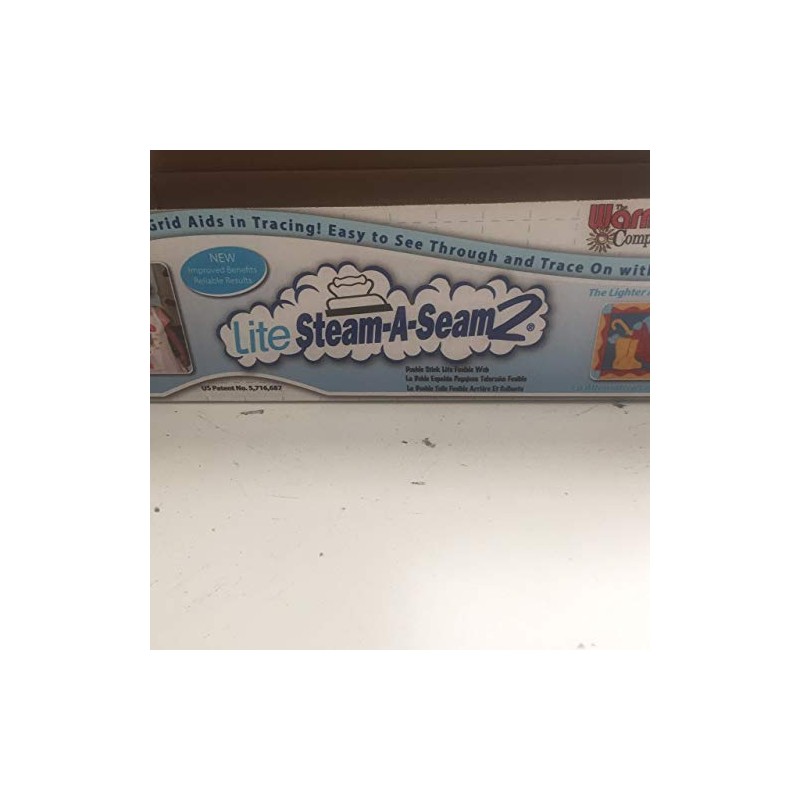 Grid Aids in Tracing! Easy to See Through and Trace On with
The
Warm
Comp
NEW
Improved Benefits
Reliable Results
The Lighter
Lite Steam-A-Seam 2®
Double Stick Lite Fusible Web
US Patent No. 5,716,687